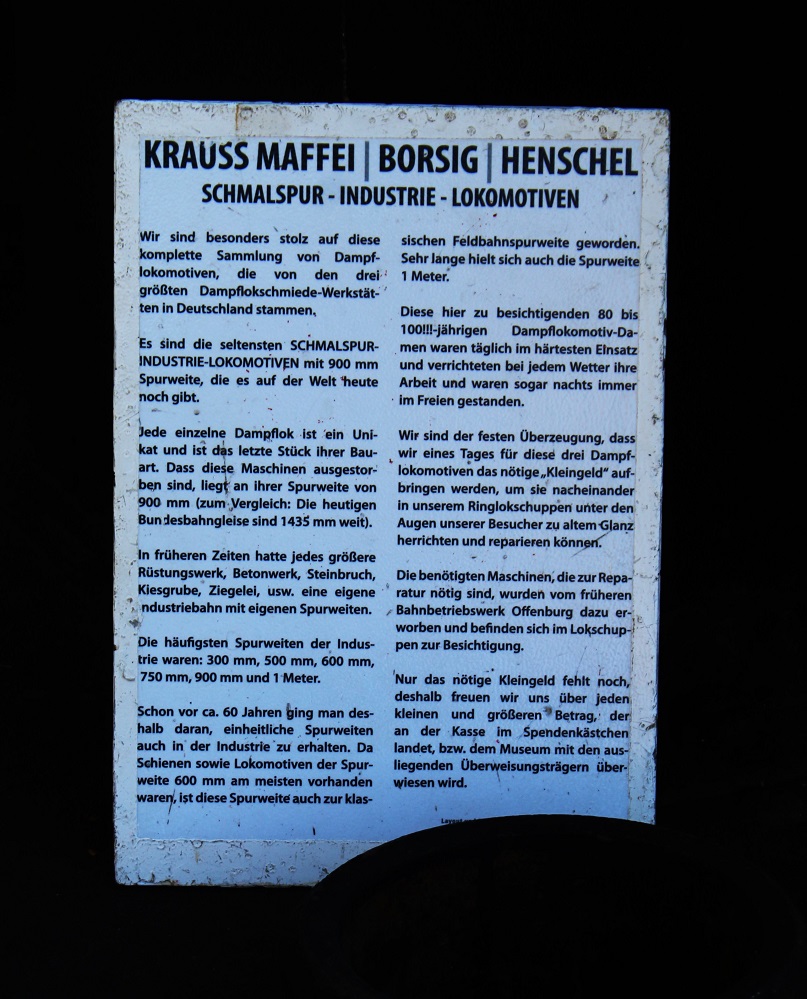 KRAUSS MAFFEI | BORSIG | HENSCHEL
SCHMALSPUR - INDUSTRIE - LOKOMOTIVEN
Wir sind besonders stolz auf diese
komplette Sammlung von Dampf-
lokomotiven, die von den drei
größten Dampflokschmiede-Werkstät-
ten in Deutschland stammen.
Es sind die seltensten SCHMALSPUR-
INDUSTRIE-LOKOMOTIVEN mit 900 mm
Spurweite, die es auf der Welt heute
noch gibt.
Jede einzelne Dampflok ist ein Uni-
kat und ist das letzte Stück ihrer Bau-
art. Dass diese Maschinen ausgestor-
ben sind, liegt an ihrer Spurweite von
900 mm (zum Vergleich: Die heutigen
Bundesbahngleise sind 1435 mm weit).
In früheren Zeiten hatte jedes größere
Rüstungswerk, Betonwerk, Steinbruch,
Kiesgrube, Ziegelei, usw. eine eigene
Industriebahn mit eigenen Spurweiten.
Die häufigsten Spurweiten der Indus-
trie waren: 300 mm, 500 mm, 600 mm,
750 mm, 900 mm und 1 Meter.
Schon vor ca. 60 Jahren ging man des-
halb daran, einheitliche Spurweiten
auch in der Industrie zu erhalten. Da
Schienen sowie Lokomotiven der Spur-
weite 600 mm am meisten vorhanden
waren, ist diese Spurweite auch zur klas-
sischen Feldbahnspurweite geworden.
Sehr lange hielt sich auch die Spurweite
1 Meter.
Diese hier zu besichtigenden 80 bis
100!!!-jährigen Dampflokomotiv-Da-
men waren täglich im härtesten Einsatz
und verrichteten bei jedem Wetter ihre
Arbeit und waren sogar nachts immer
im Freien gestanden.
Wir sind der festen Überzeugung, dass
wir eines Tages für diese drei Dampf-
lokomotiven das nötige „Kleingeld“ auf-
bringen werden, um sie nacheinander
in unserem Ringlokschuppen unter den
Augen unserer Besucher zu altem Glanz
herrichten und reparieren können.
Die benötigten Maschinen, die zur Repa-
ratur nötig sind, wurden vom früheren
Bahnbetriebswerk Offenburg dazu er-
worben und befinden sich im Lokschup-
pen zur Besichtigung.
Nur das nötige Kleingeld fehlt noch,
deshalb freuen wir uns über jeden
kleinen und größeren Betrag, der
an der Kasse im Spendenkästchen
landet, bzw. dem Museum mit den aus-
liegenden Überweisungsträgern über-
wiesen wird.